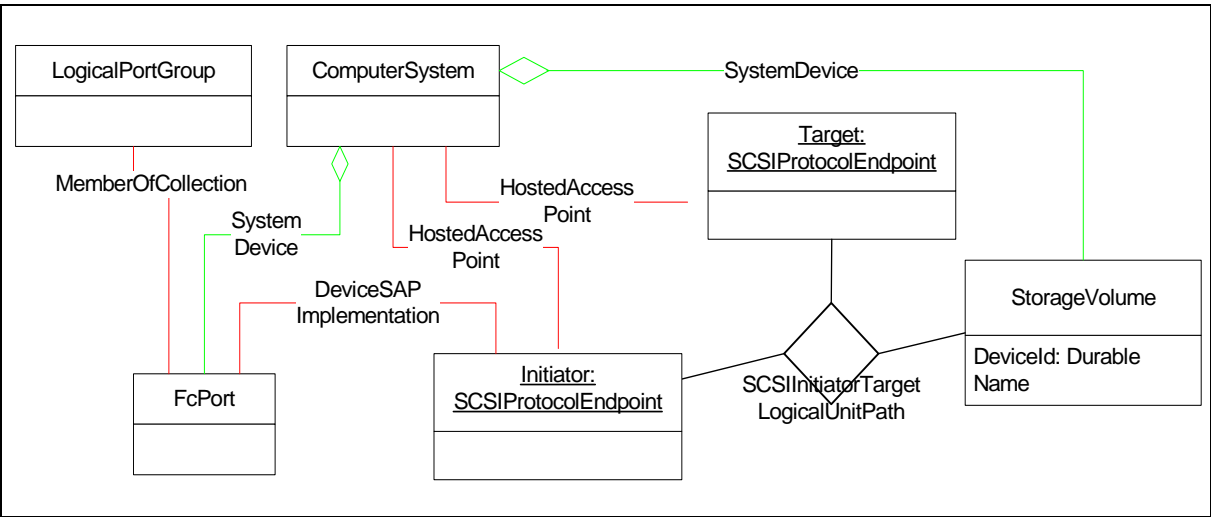 LogicalPortGroup
ComputerSystem
SystemDevice
Target:
SCSIProtocolEndpoint
MemberOfCollection
HostedAccess
Point
System
Device
HostedAccess
Point
DeviceSAP
Implementation
StorageVolume
DeviceId: Durable
Name
FcPort
Initiator:
SCSIProtocolEndpoint
SCSIInitiatorTarget
LogicalUnitPath